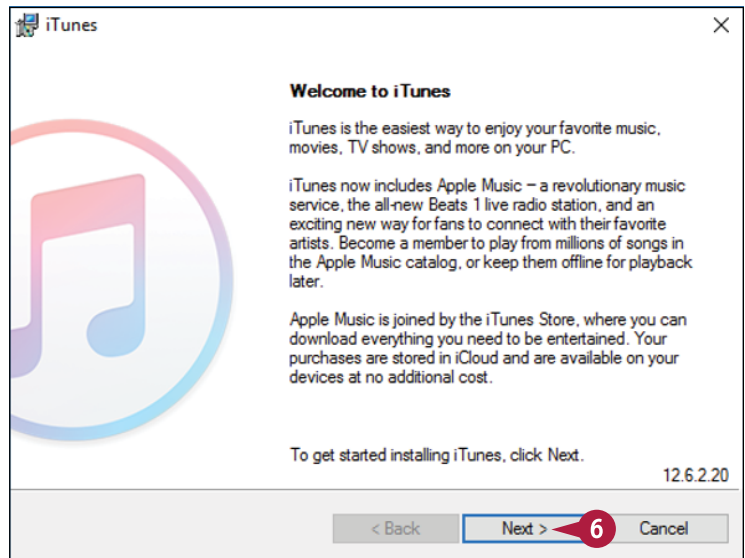 iTunes
Welcome to iTunes
iTunes is the easiest way to enjoy your favorite music,
movies, TV shows, and more on your PC.
iTunes now includes Apple Music – a revolutionary music
service, the all-new Beats 1 live radio station, and an
exciting new way for fans to connect with their favorite
artists. Become a member to play from millions of songs in
the Apple Music catalog, or keep them offline for playback
later.
Apple Music is joined by the iTunes Store, where you can
download everything you need to be entertained. Your
purchases are stored in iCloud and are available on your
devices at no additional cost.
To get started installing iTunes, click Next.
12.6.2.20
< Back Next > 6 Cancel